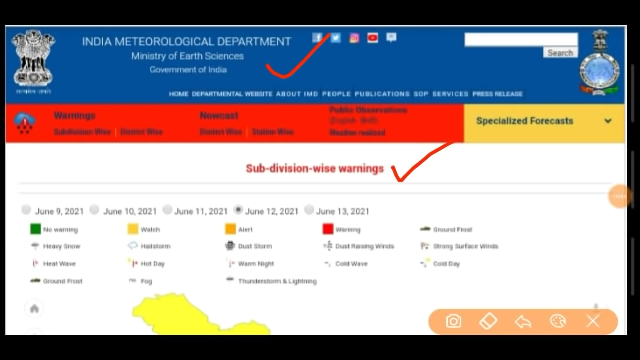 INDIA METEOROLOGICAL DEPARTMENT
Ministry of Earth Sciences
Government of India
सत्यमेव जयते
Search
HOME DEPARTMENTAL WEBSITE ABOUT IMD PEOPLE PUBLICATIONS SOP SERVICES PRESS RELEASE
Warnings
Subdivision Wise | District Wise
Nowcast
District Wise | Station Wise
Public Observations
Weather realized
Specialized Forecasts
Sub-division-wise warnings
June 9, 2021 June 10, 2021 June 11, 2021 June 12, 2021 June 13, 2021
No warning Watch Alert Warning Ground Frost
Heavy Snow Hailstorm Dust Storm Dust Raising Winds Strong Surface Winds
Heat Wave Hot Day Warm Night Cold Wave Cold Day
Ground Frost Fog Thunderstorm & Lightning